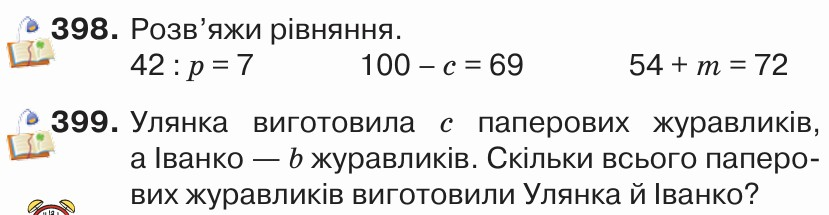 398. Розв’яжи рівняння.
42 : p = 7 100 – c = 69 54 + m = 72
399. Улянка виготовила c паперових журавликів,
а Іванко — b журавликів. Скільки всього паперо-
вих журавликів виготовили Улянка й Іванко?